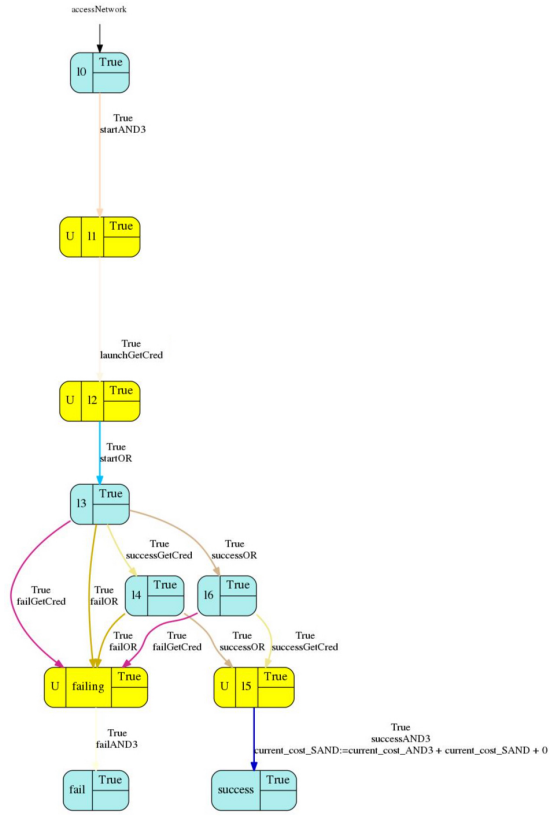 accessNetwork
l0
True
True
startAND3
U
l1
True
True
launchGetCred
U
l2
True
True
startOR
l3
True
True
successGetCred
True
successOR
True
failGetCred
True
failOR
l4
True
l6
True
True
failOR
True
failGetCred
True
successOR
True
successGetCred
U
failing
True
U
l5
True
True
failAND3
True
successAND3
current_cost_SAND:=current_cost_AND3 + current_cost_SAND + 0
fail
True
success
True